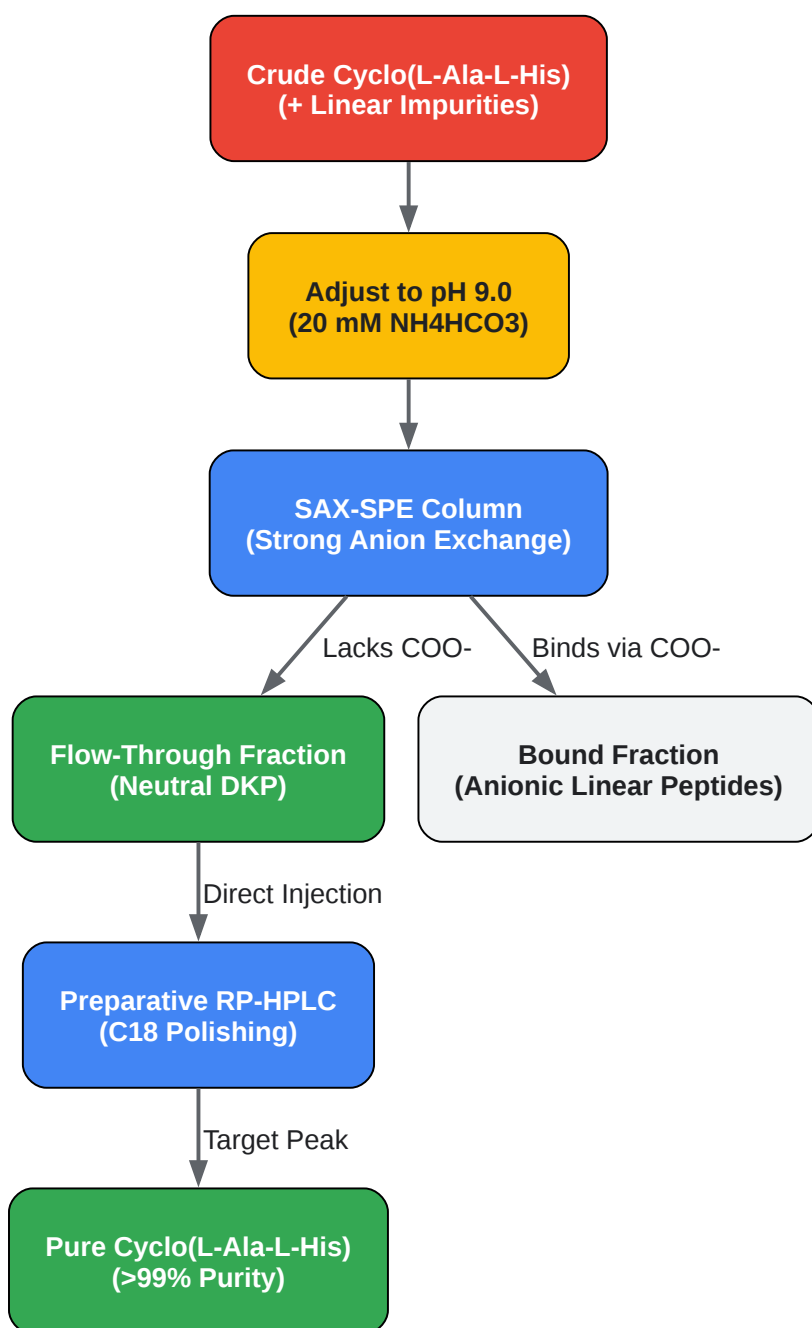 Crude Cyclo(L-Ala-L-His)
(+ Linear Impurities)
Adjust to pH 9.0
(20 mM NH4HCO3)
SAX-SPE Column
(Strong Anion Exchange)
Lacks COO-
Binds via COO-
Flow-Through Fraction
(Neutral DKP)
Bound Fraction
(Anionic Linear Peptides)
Direct Injection
Preparative RP-HPLC
(C18 Polishing)
Target Peak
Pure Cyclo(L-Ala-L-His)
(>99% Purity)